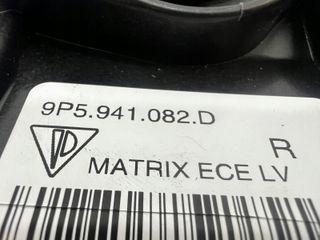 9P5.941.082.D
R
MATRIX ECE LV